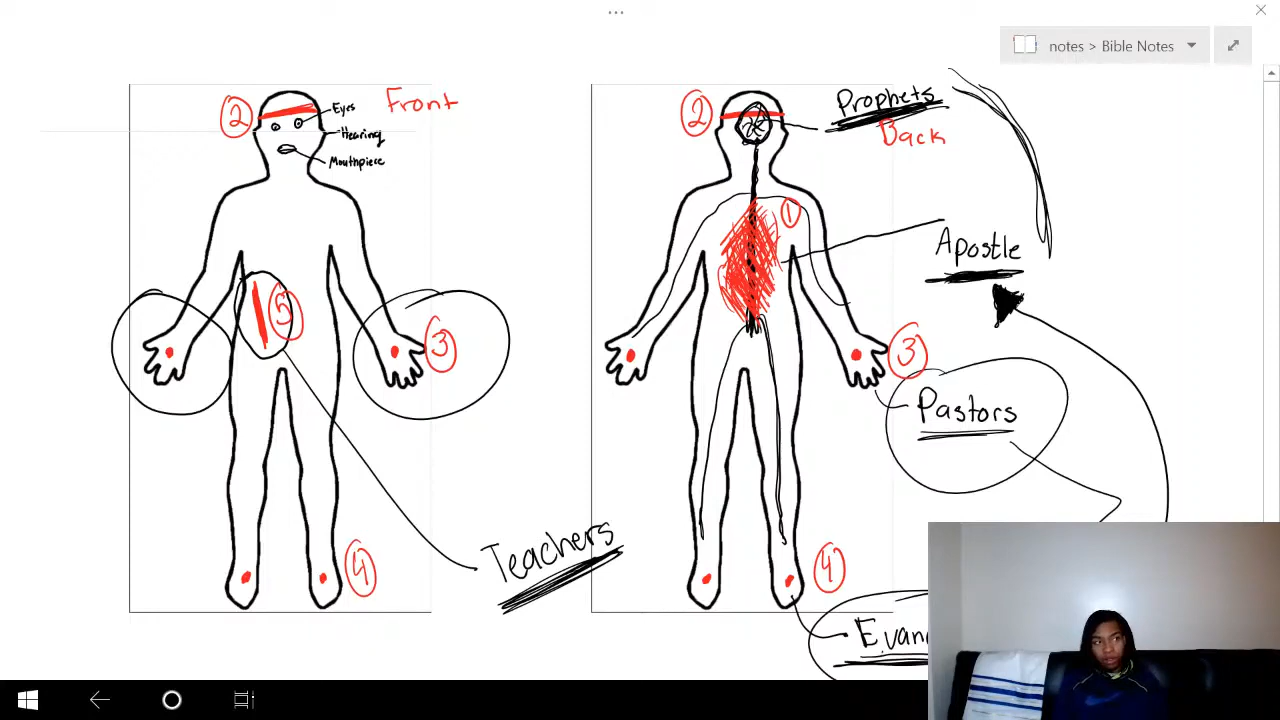 notes > Bible Notes
2
Eyes
Front
Hearing
Mouthpiece
2
Prophets
Back
1
Apostle
5
3
3
Pastors
4
Teachers
4
Evan